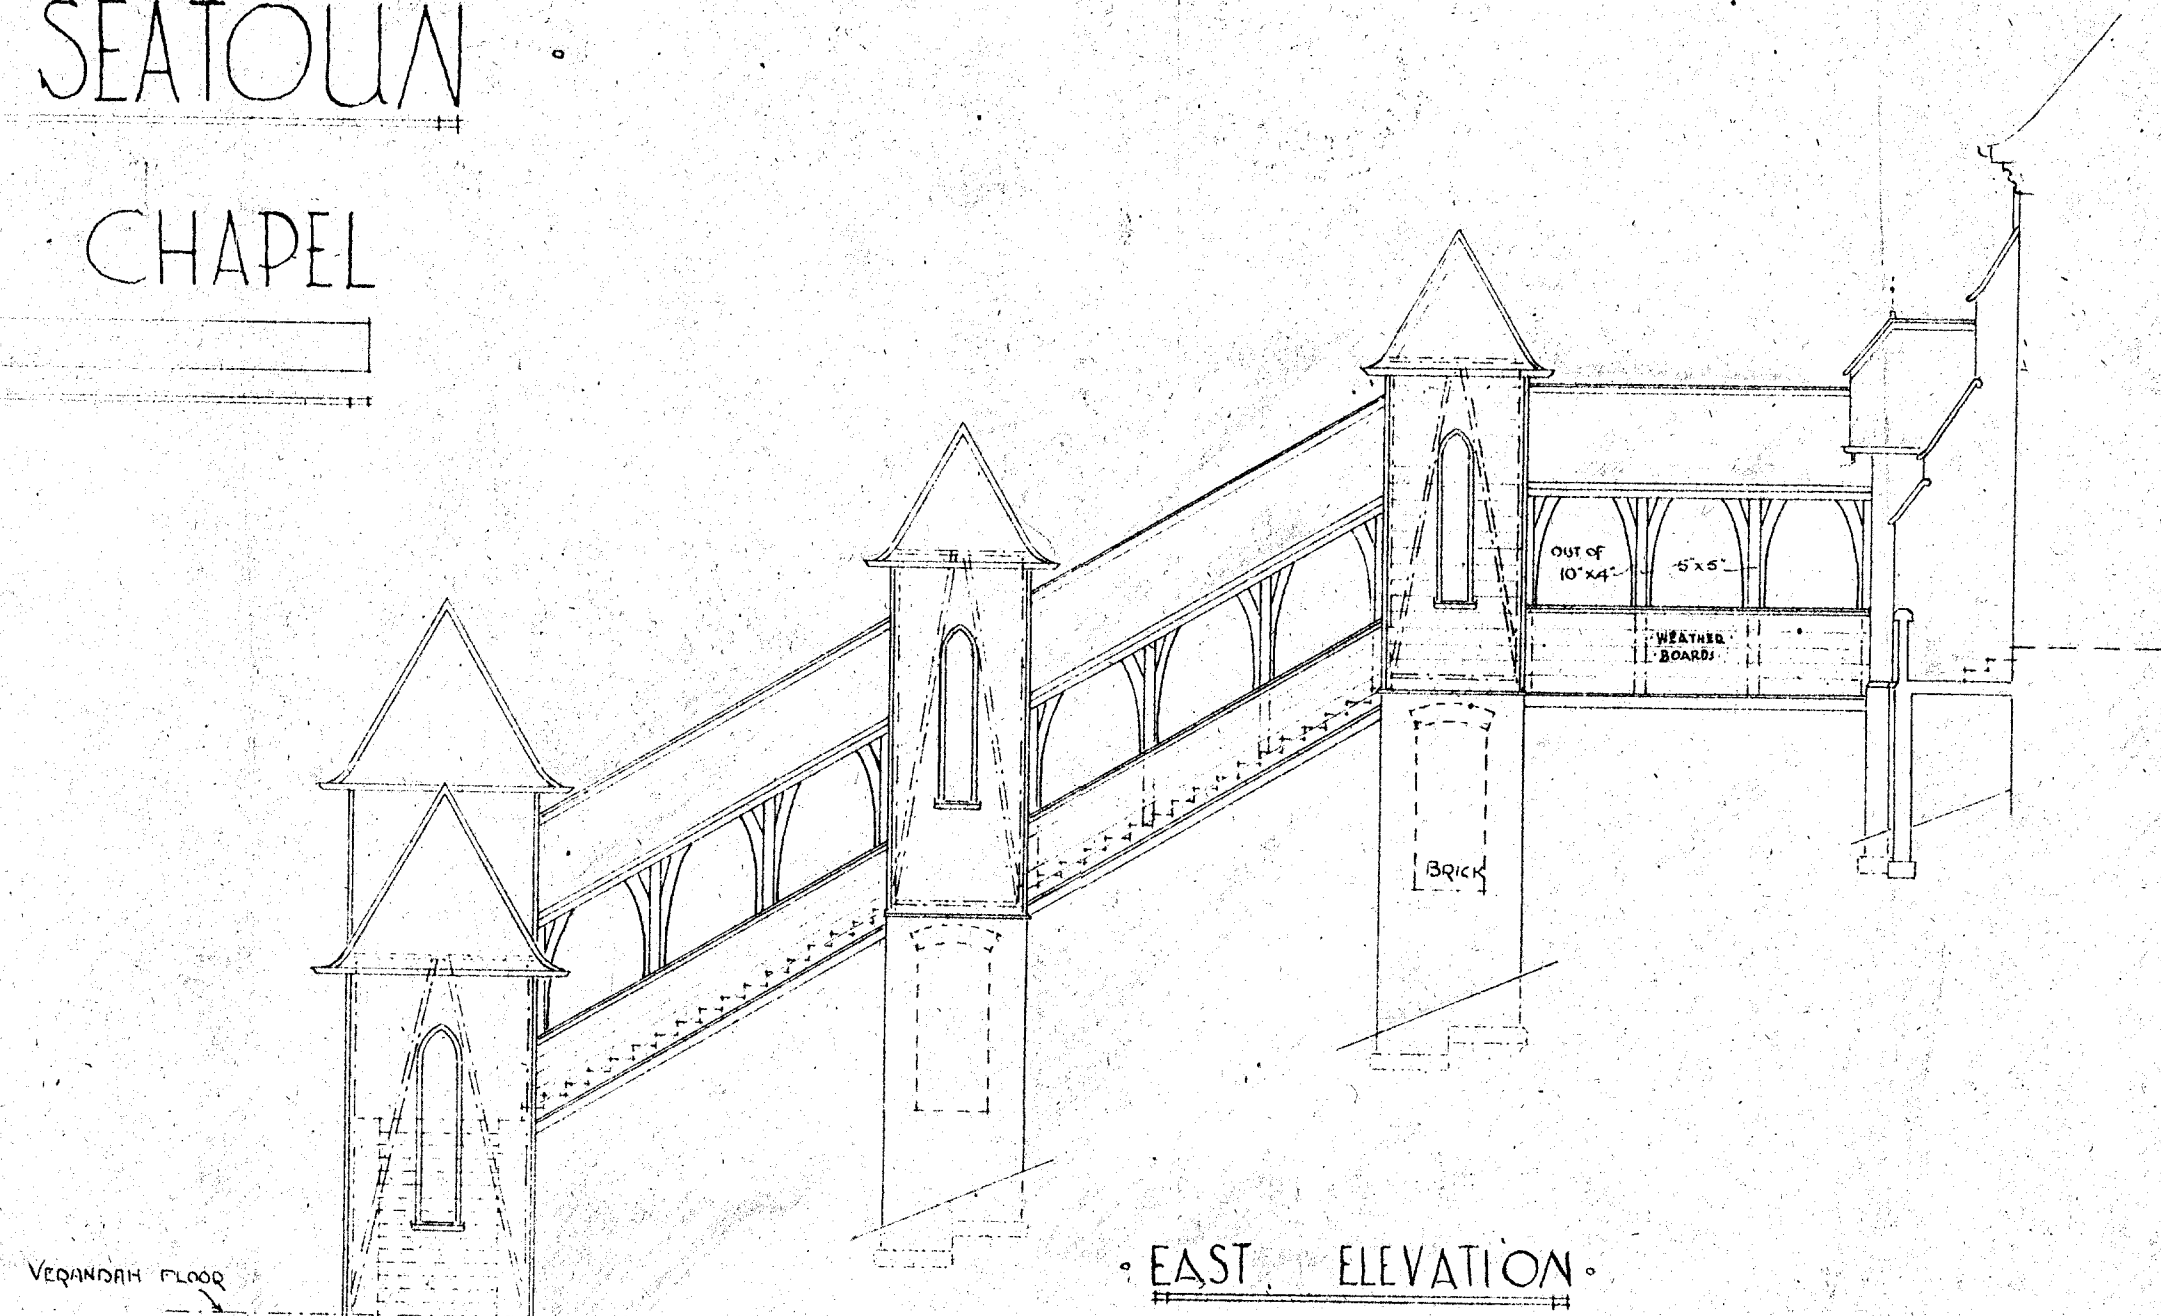 SEATOUN
CHAPEL
OUT OF
10"X4"
5"X5"
WEATHER
BOARDS
BRICK
VERANDAH FLOOR
• EAST ELEVATION •